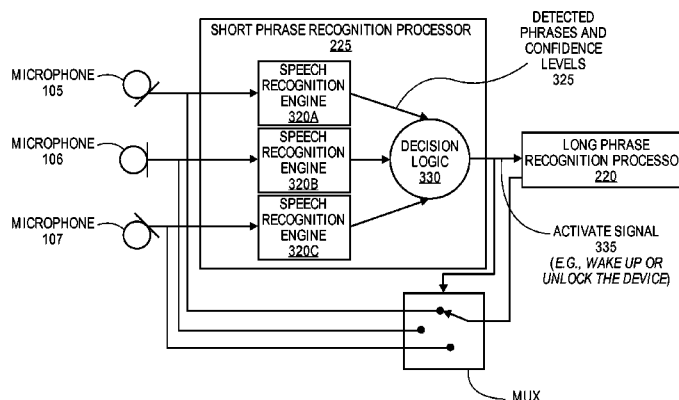 SHORT PHRASE RECOGNITION PROCESSOR
225
DETECTED
PHRASES AND
CONFIDENCE
LEVELS
325
MICROPHONE
105
SPEECH
RECOGNITION
ENGINE
320A
MICROPHONE
106
SPEECH
RECOGNITION
ENGINE
320B
DECISION
LOGIC
330
LONG PHRASE
RECOGNITION PROCESSOR
220
MICROPHONE
107
SPEECH
RECOGNITION
ENGINE
320C
ACTIVATE SIGNAL
335
(E.G., WAKE UP OR
UNLOCK THE DEVICE)
MUX